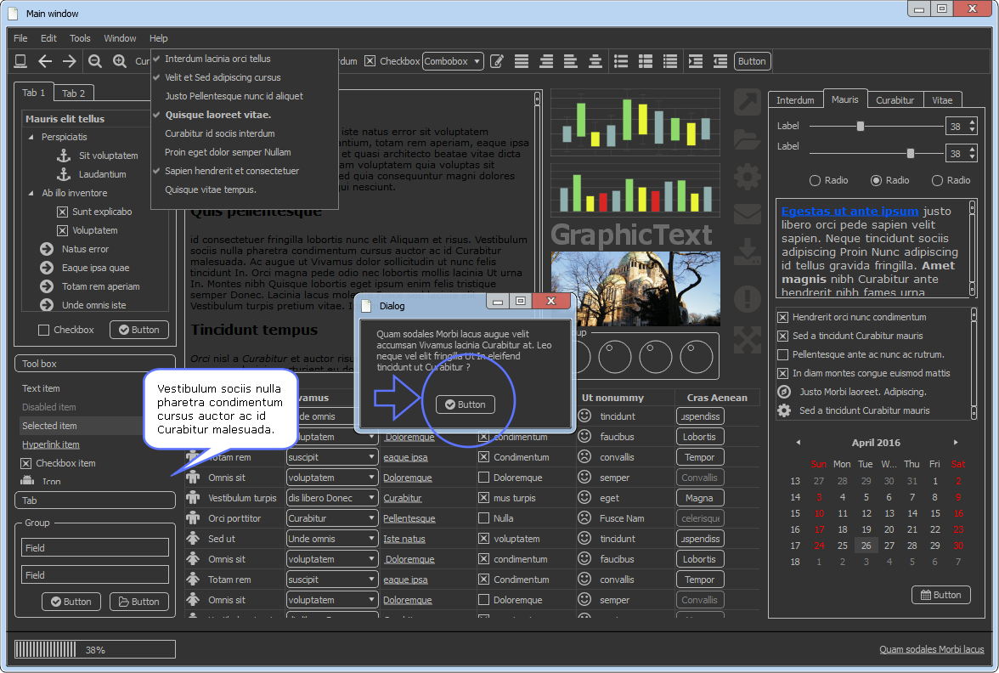 Main window
File Edit Tools Window Help
Checkbox Combobox Button
Interdum lacinia orci tellus
Velit et Sed adipiscing cursus
Justo Pellentesque nunc id aliquet
Quisque laoreet vitae.
Curabitur id sociis interdum
Proin eget dolor semper Nullam
Sapien hendrerit et consectetuer
Quisque vitae tempus.
Tab 1 Tab 2
Mauris elit tellus
Perspiciatis
Sit voluptatem
Laudantium
Ab illo inventore
Sunt explicabo
Voluptatem
Natus error
Eaque ipsa quae
Totam rem aperiam
Unde omnis iste
Checkbox Button
Tool box
Text item
Disabled item
Selected item
Hyperlink item
Checkbox item
Icon
Tab
Group
Field
Field
Button Button
38%
iste natus error sit voluptatem
totam rem aperiam, eaque ipsa
et quasi architecto beatae vitae dicta
voluptatem quia voluptas sit
sed quia consequuntur magni dolores
qui nesciunt.
Quis pellentesque
id consectetuer fringilla lobortis nunc elit Aliquam et risus. Vestibulum
sociis nulla pharetra condimentum cursus auctor ac id Curabitur
malesuada. Ac augue ut Vivamus dolor sollicitudin ut nunc felis
tincidunt In. Orci magna pede odio nec lobortis mollis lacinia Ut urna
In. Montes nibh Quisque lobortis eget ipsum enim felis tristique
semper Donec. Lacinia lacus
Vestibulum turpis pretium vitae. I
Tincidunt tempus
Orci nisl a Curabitur et auctor
Vestibulum sociis nulla
pharetra condimentum
cursus auctor ac id
Curabitur malesuada.
Dialog
Quam sodales Morbi lacus augue velit
accumsan Vivamus lacinia Curabitur at. Leo
neque vel elit fringilla Ut In eleifend
tincidunt ut Curabitur ?
Button
GraphicText
Ut nonummy Cras Aenean
omnis tincidunt
Doloremque condimentum faucibus Lobortis
Totam rem suscipit eaque ipsa Condimentum convallis Tempor
Omnis sit voluptatem Doloremque Doloremque semper Convallis
Vestibulum turpis dis libero Donec Curabitur mus turpis eget Magna
Orci porttitor Curabitur Pellentesque Nulla Fusce Nam celerisque
Sed ut Unde omnis Iste natus voluptatem tincidunt uspendiss
Omnis sit voluptatem Doloremque condimentum faucibus Lobortis
Totam rem suscipit eaque ipsa Condimentum convallis Tempor
Omnis sit voluptatem Doloremque Doloremque semper Convallis
Interdum Mauris Curabitur Vitae
Label 38
Label 38
Radio Radio Radio
Egestas ut ante ipsum justo
libero orci pede sapien velit
sapien. Neque tincidunt sociis
adipiscing Proin Nunc adipiscing
id tellus gravida fringilla. Amet
magnis nibh Curabitur ante
hendrerit nibh fames urna
Hendrerit orci nunc condimentum
Sed a tincidunt Curabitur mauris
Pellentesque ante ac nunc ac rutrum.
In diam montes congue euismod mattis
Justo Morbi laoreet. Adipiscing.
Sed a tincidunt Curabitur mauris
April 2016
Sun Mon Tue W... Thu Fri Sat
13 27 28 29 30 31 1 2
14 3 4 5 6 7 8 9
15 10 11 12 13 14 15 16
16 17 18 19 20 21 22 23
17 24 25 26 27 28 29 30
18 1 2 3 4 5 6 7
Button
Quam sodales Morbi lacus